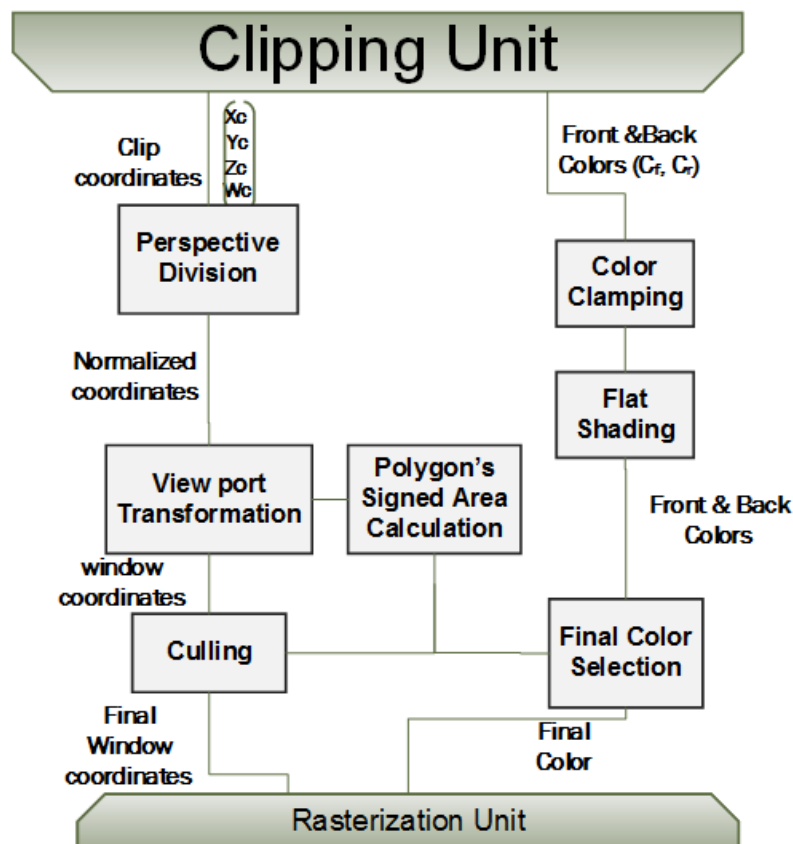 Clipping Unit
Clip
coordinates
Xc
Yc
Zc
Wc
Front &Back
Colors (Cf, Cr)
Perspective
Division
Color
Clamping
Normalized
coordinates
Flat
Shading
View port
Transformation
Polygon's
Signed Area
Calculation
Front & Back
Colors
window
coordinates
Culling
Final Color
Selection
Final
Window
coordinates
Final
Color
Rasterization Unit